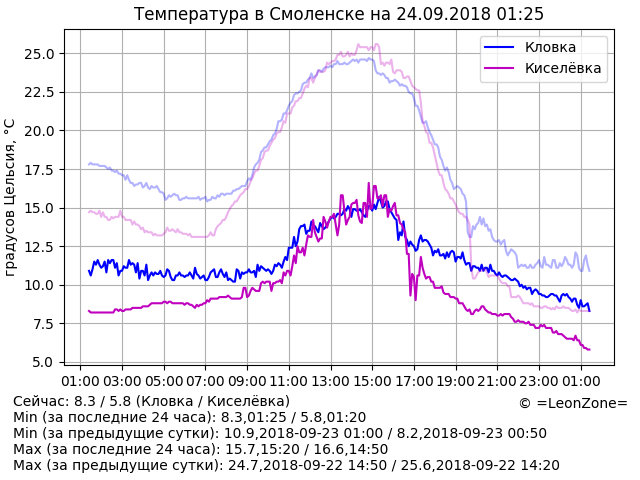 Температура в Смоленске на 24.09.2018 01:25
градусов Цельсия, °C
25.0
22.5
20.0
17.5
15.0
12.5
10.0
7.5
5.0
Кловка
Киселёвка
01:00 03:00 05:00 07:00 09:00 11:00 13:00 15:00 17:00 19:00 21:00 23:00 01:00
Сейчас: 8.3 / 5.8 (Кловка / Киселёвка)
© =LeonZone=
Min (за последние 24 часа): 8.3,01:25 / 5.8,01:20
Min (за предыдущие сутки): 10.9,2018-09-23 01:00 / 8.2,2018-09-23 00:50
Max (за последние 24 часа): 15.7,15:20 / 16.6,14:50
Max (за предыдущие сутки): 24.7,2018-09-22 14:50 / 25.6,2018-09-22 14:20